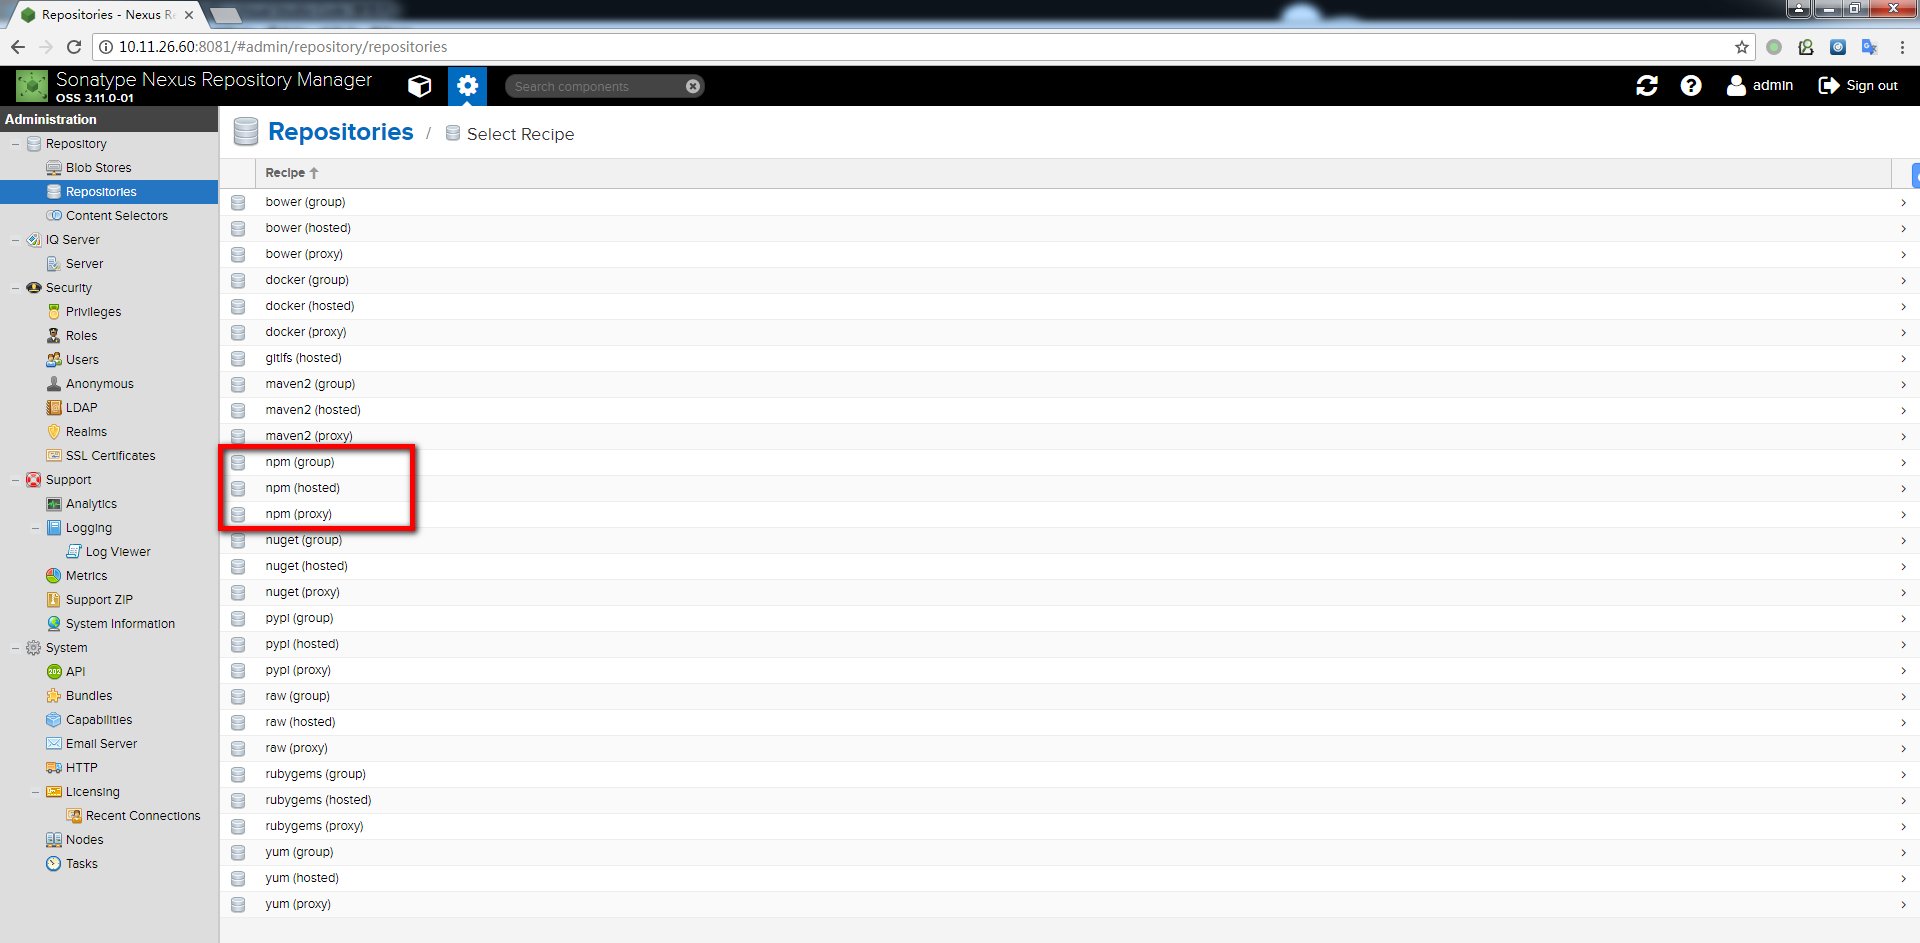 Repositories - Nexus Re
10.11.26.60:8081/#admin/repository/repositories
Sonatype Nexus Repository Manager
OSS 3.11.0-01
Search components
admin
Sign out
Administration
Repository
Blob Stores
Repositories
Content Selectors
IQ Server
Server
Security
Privileges
Roles
Users
Anonymous
LDAP
Realms
SSL Certificates
Support
Analytics
Logging
Log Viewer
Metrics
Support ZIP
System Information
System
API
Bundles
Capabilities
Email Server
HTTP
Licensing
Recent Connections
Nodes
Tasks
Repositories / Select Recipe
Recipe
bower (group)
bower (hosted)
bower (proxy)
docker (group)
docker (hosted)
docker (proxy)
gitlfs (hosted)
maven2 (group)
maven2 (hosted)
maven2 (proxy)
npm (group)
npm (hosted)
npm (proxy)
nuget (group)
nuget (hosted)
nuget (proxy)
pypi (group)
pypi (hosted)
pypi (proxy)
raw (group)
raw (hosted)
raw (proxy)
rubygems (group)
rubygems (hosted)
rubygems (proxy)
yum (group)
yum (hosted)
yum (proxy)